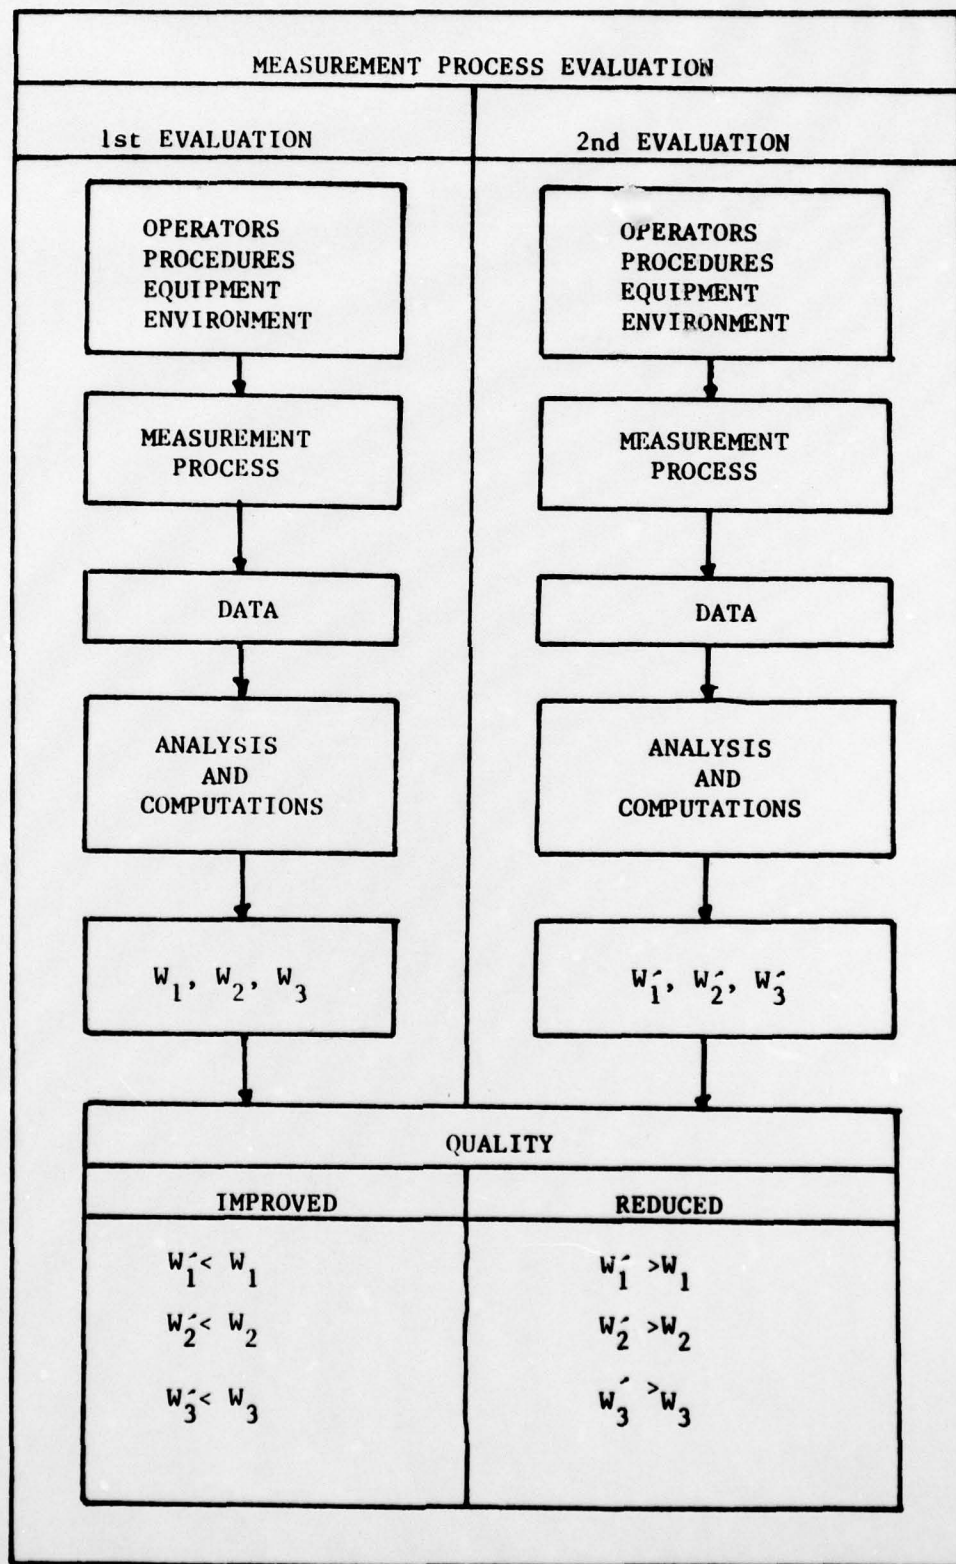 MEASUREMENT PROCESS EVALUATION
1st EVALUATION
OPERATORS
PROCEDURES
EQUIPMENT
ENVIRONMENT
MEASUREMENT
PROCESS
DATA
ANALYSIS
AND
COMPUTATIONS
W₁, W₂, W₃
2nd EVALUATION
OPERATORS
PROCEDURES
EQUIPMENT
ENVIRONMENT
MEASUREMENT
PROCESS
DATA
ANALYSIS
AND
COMPUTATIONS
W₁′, W₂′, W₃′
QUALITY
IMPROVED
W₁′< W₁
W₂′< W₂
W₃′< W₃
REDUCED
W₁′ >W₁
W₂′ >W₂
W₃′ >W₃